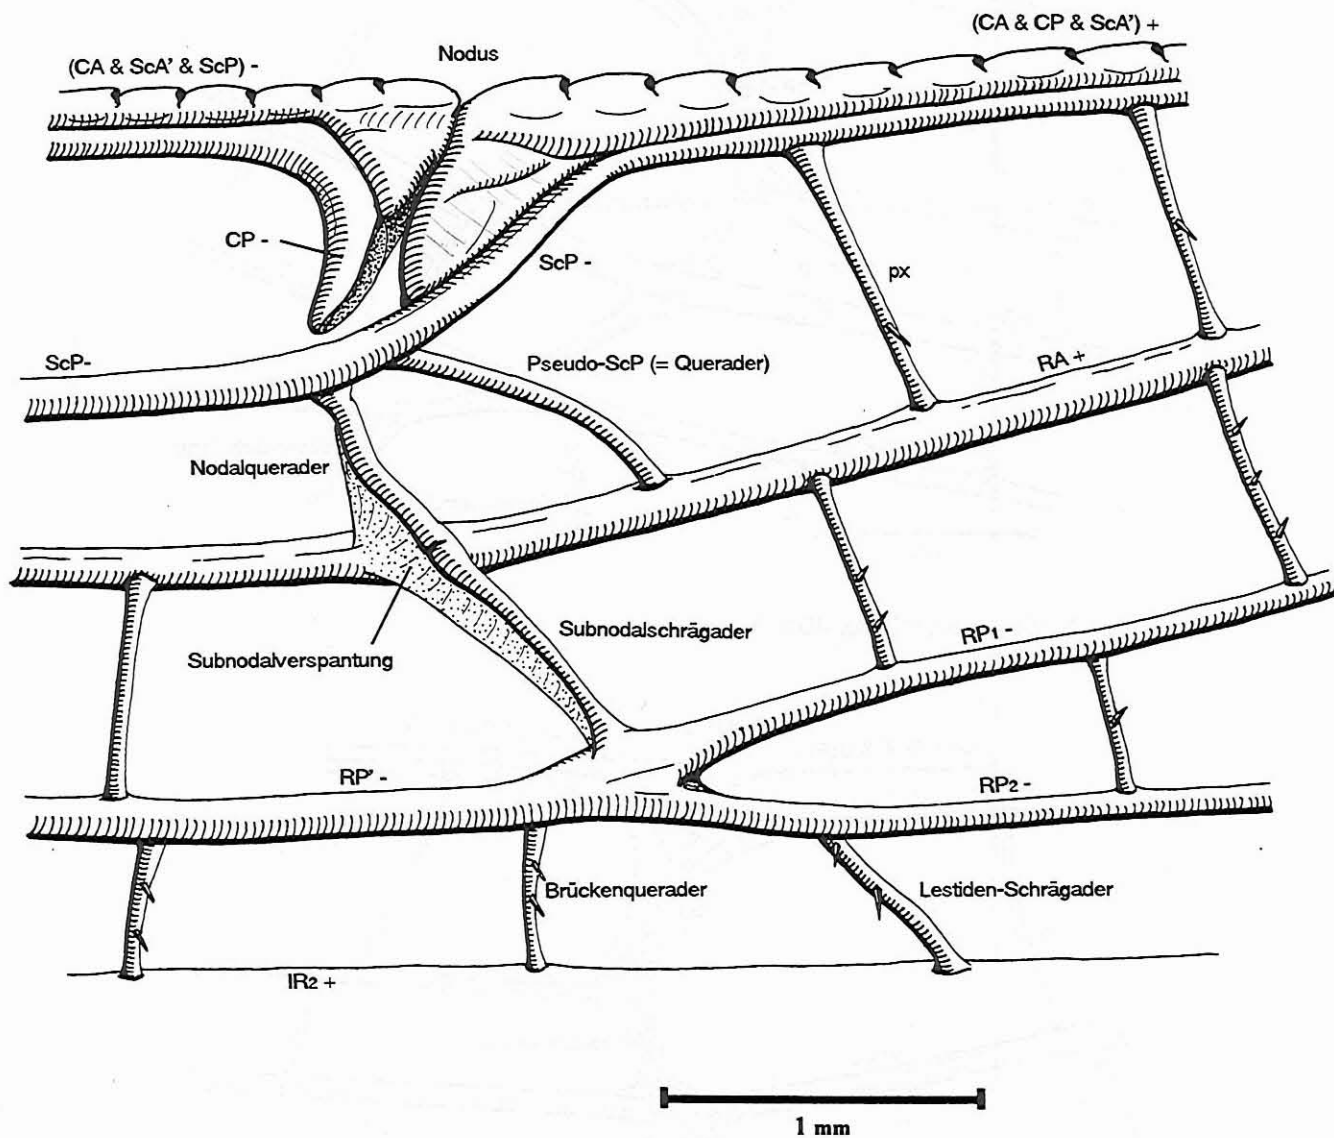 (CA & CP & ScA') +
Nodus
(CA & ScA' & ScP) -
CP -
ScP -
px
ScP-
Pseudo-ScP (= Querader)
RA +
Nodalquerader
Subnodalschrägader
RP1 -
Subnodalverspantung
RP' -
RP2 -
Brückenquerader
Lestiden-Schrägader
IR2 +
1 mm